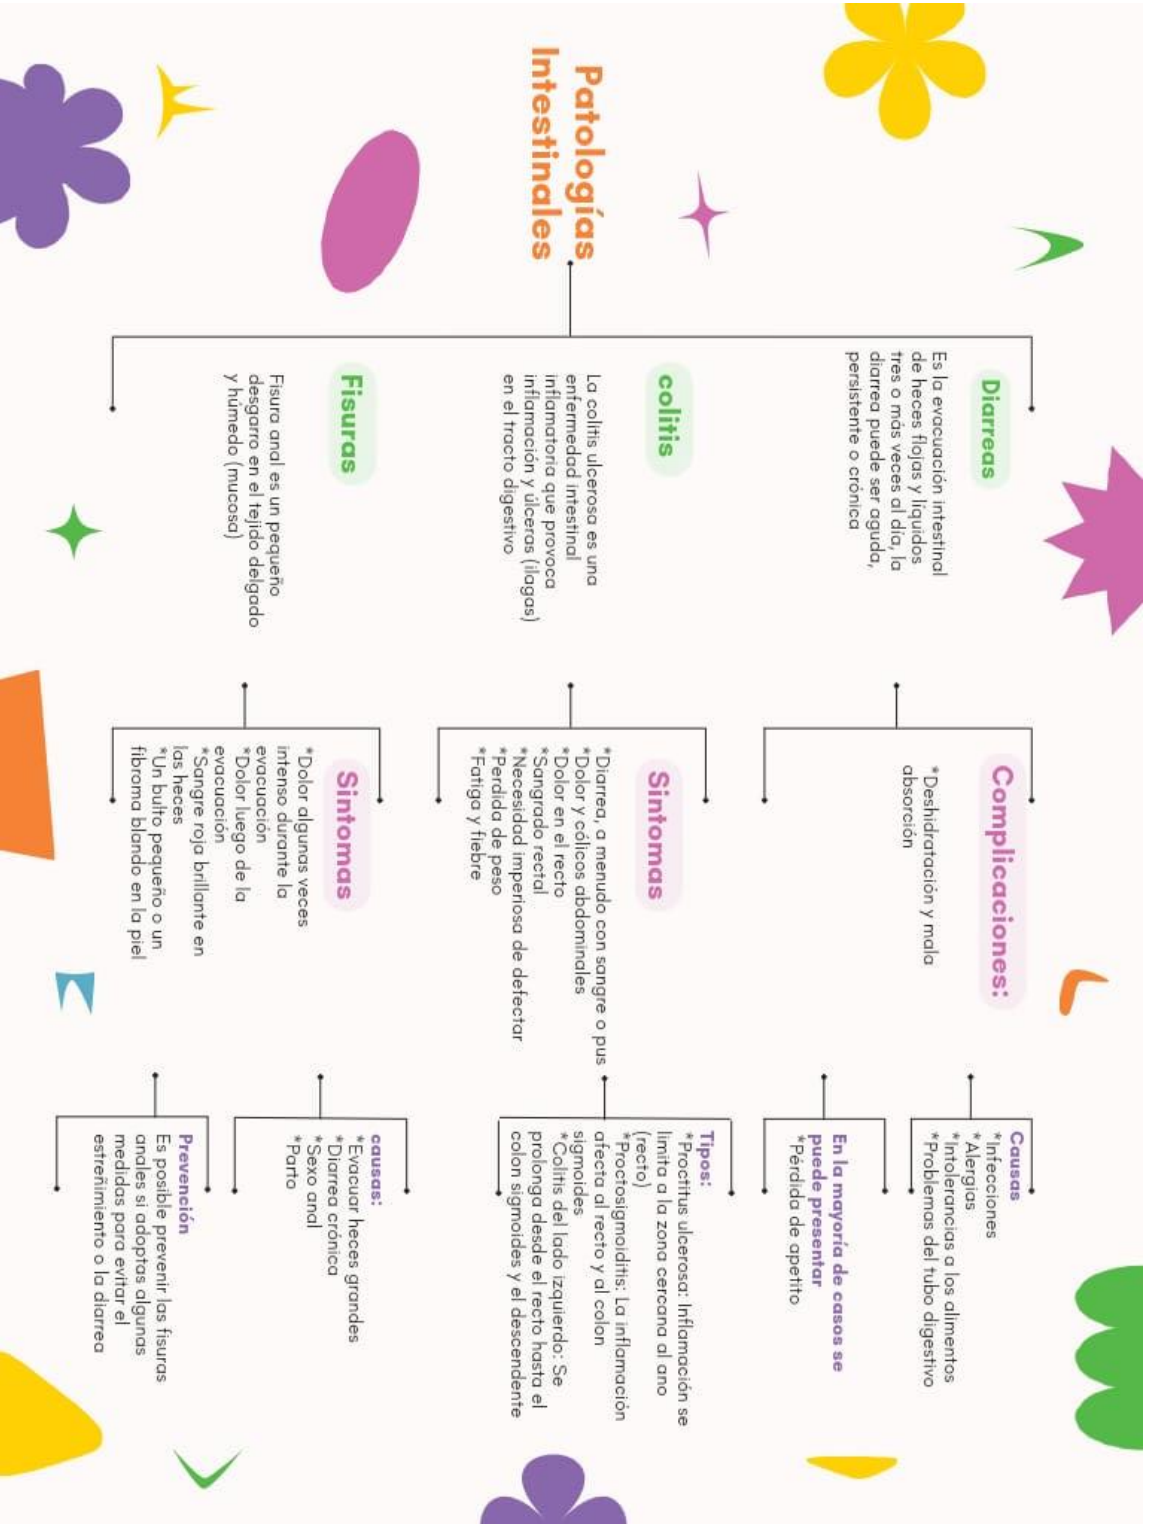 Patologías
Intestinales
Diarreas
Es la evacuación intestinal
de heces flojas y líquidos
tres o más veces al día, la
diarrea puede ser aguda,
persistente o crónica
Complicaciones:
*Deshidratación y mala
absorción
Causas
*Infecciones
*Alergias
*Intolerancias a los alimentos
*Problemas del tubo digestivo
En la mayoría de casos se
puede presentar
*Pérdida de apetito
colitis
La colitis ulcerosa es una
enfermedad intestinal
inflamatoria que provoca
inflamación y úlceras (ilagas)
en el tracto digestivo
Sintomas
*Diarrea, a menudo con sangre o pus
*Dolor y cólicos abdominales
*Dolor en el recto
*Sangrado rectal
*Necesidad imperiosa de defectar
*Perdida de peso
*Fatiga y fiebre
Tipos:
*Proctitus ulcerosa: Inflamación se
limita a la zona cercana al ano
(recto)
*Proctosigmoiditis: La inflamación
afecta al recto y al colon
sigmoides
*Colitis del lado izquierdo: Se
prolonga desde el recto hasta el
colon sigmoides y el descendente
Fisuras
Fisura anal es un pequeño
desgarro en el tejido delgado
y húmedo (mucosa)
Sintomas
*Dolor algunas veces
intenso durante la
evacuación
*Dolor luego de la
evacuación
*Sangre roja brillante en
las heces
*Un bulto pequeño o un
fibroma blando en la piel
causas:
*Evacuar heces grandes
*Diarrea crónica
*Sexo anal
*Parto
Prevención
Es posible prevenir las fisuras
anales si adoptas algunas
medidas para evitar el
estreñimiento o la diarrea